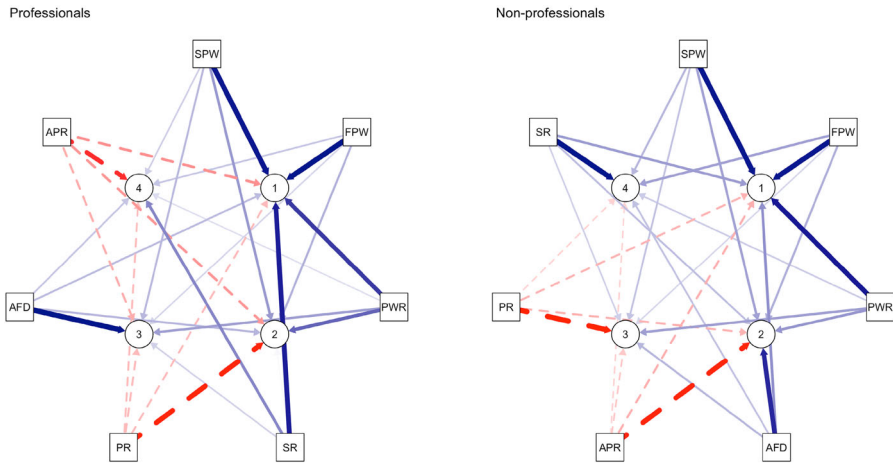 Professionals
Non-professionals
SPW
APR
FPW
4
1
AFD
PWR
3
2
PR
SR
SPW
SR
FPW
4
1
PR
PWR
3
2
APR
AFD